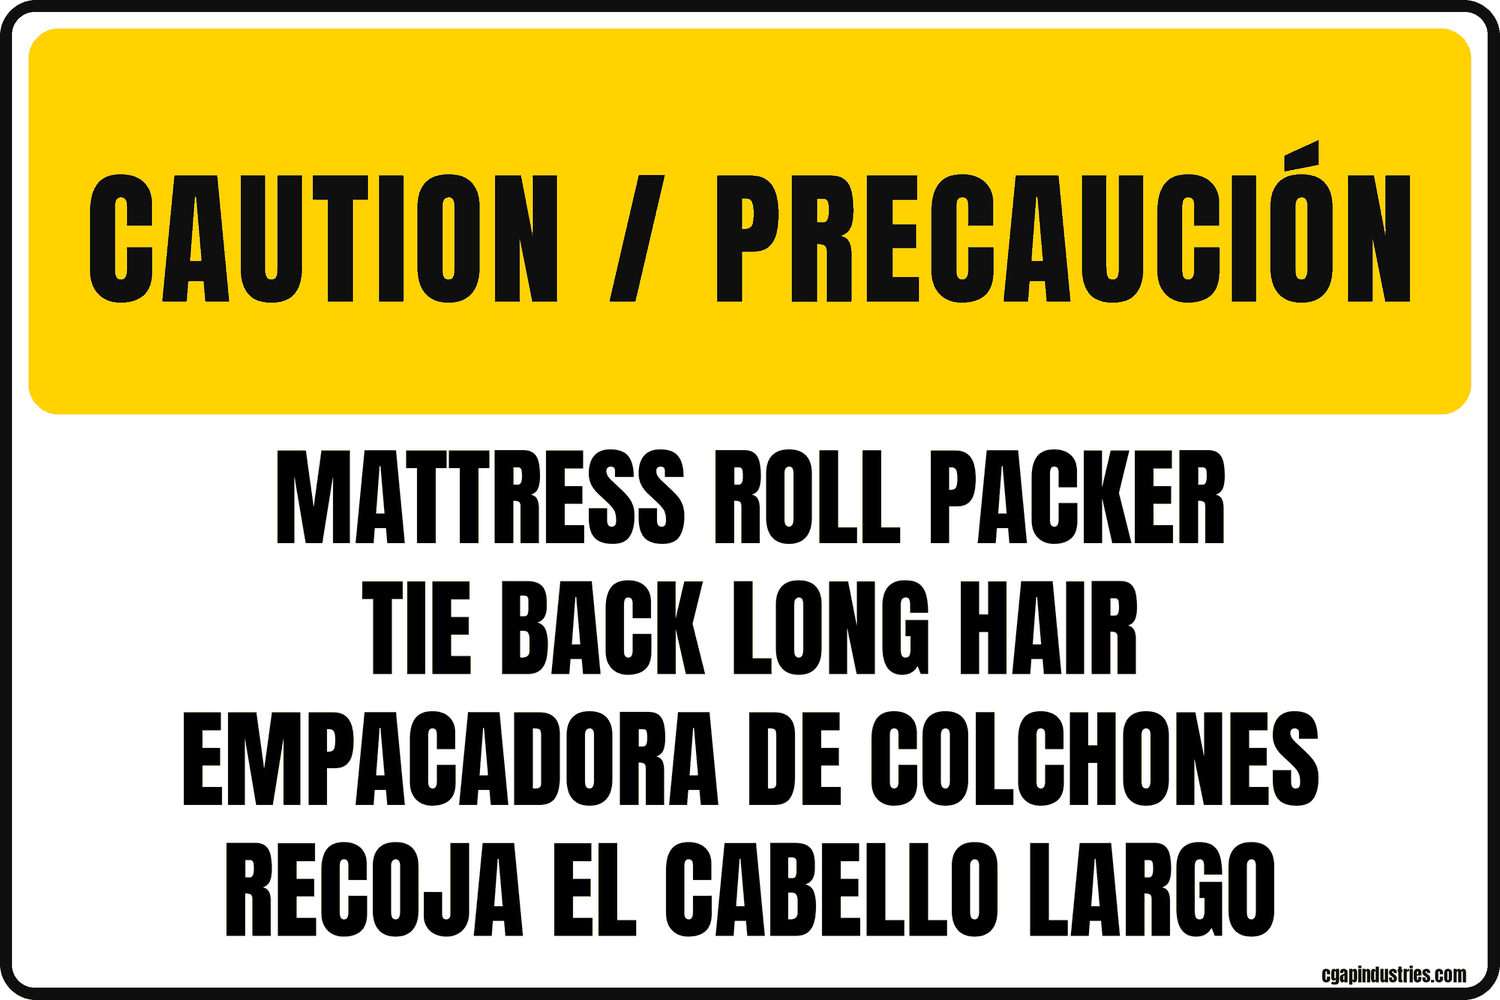 CAUTION / PRECAUCIÓN
MATTRESS ROLL PACKER
TIE BACK LONG HAIR
EMPACADORA DE COLCHONES
RECOJA EL CABELLO LARGO
cgapindustries.com